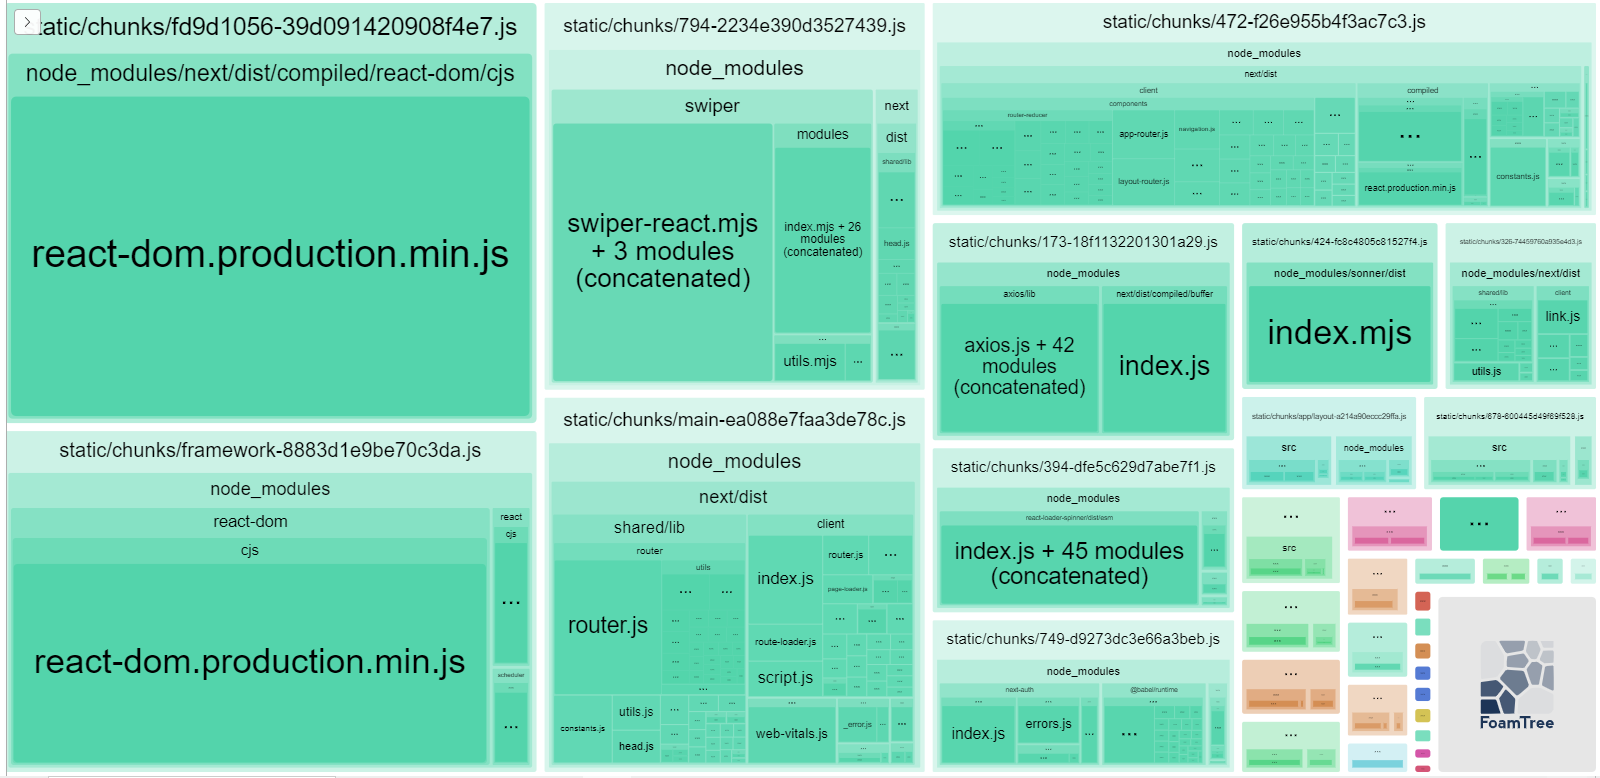 static/chunks/fd9d1056-39d091420908f4e7.js
node_modules/next/dist/compiled/react-dom/cjs
react-dom.production.min.js
static/chunks/framework-8883d1e9be70c3da.js
node_modules
react-dom
cjs
react-dom.production.min.js
react
cjs
...
scheduler
...
...
static/chunks/794-2234e390d3527439.js
node_modules
swiper
swiper-react.mjs
+ 3 modules
(concatenated)
modules
index.mjs + 26
modules
(concatenated)
...
utils.mjs
...
next
dist
shared/lib
...
head.js
...
...
static/chunks/main-ea088e7faa3de78c.js
node_modules
next/dist
shared/lib
router
router.js
utils
...
...
...
constants.js
utils.js
head.js
client
index.js
router.js
...
page-loader.js
route-loader.js
script.js
web-vitals.js
_error.js
static/chunks/472-f26e955b4f3ac7c3.js
node_modules
next/dist
client
components
router-reducer
app-router.js
layout-router.js
navigation.js
compiled
...
react.production.min.js
...
constants.js
static/chunks/173-18f1132201301a29.js
node_modules
axios/lib
axios.js + 42
modules
(concatenated)
next/dist/compiled/buffer
index.js
static/chunks/424-fc8c4805c81527f4.js
node_modules/sonner/dist
index.mjs
static/chunks/326-74459760a935e4d3.js
node_modules/next/dist
shared/lib
utils.js
client
link.js
static/chunks/394-dfe5c629d7abe7f1.js
node_modules
react-loader-spinner/dist/esm
index.js + 45 modules
(concatenated)
static/chunks/app/layout-a214a90eccc29ffa.js
src
node_modules
static/chunks/678-600445d49f69f528.js
src
static/chunks/749-d9273dc3e66a3beb.js
node_modules
next-auth
index.js
errors.js
@babel/runtime
...
...
src
...
...
...
FoamTree